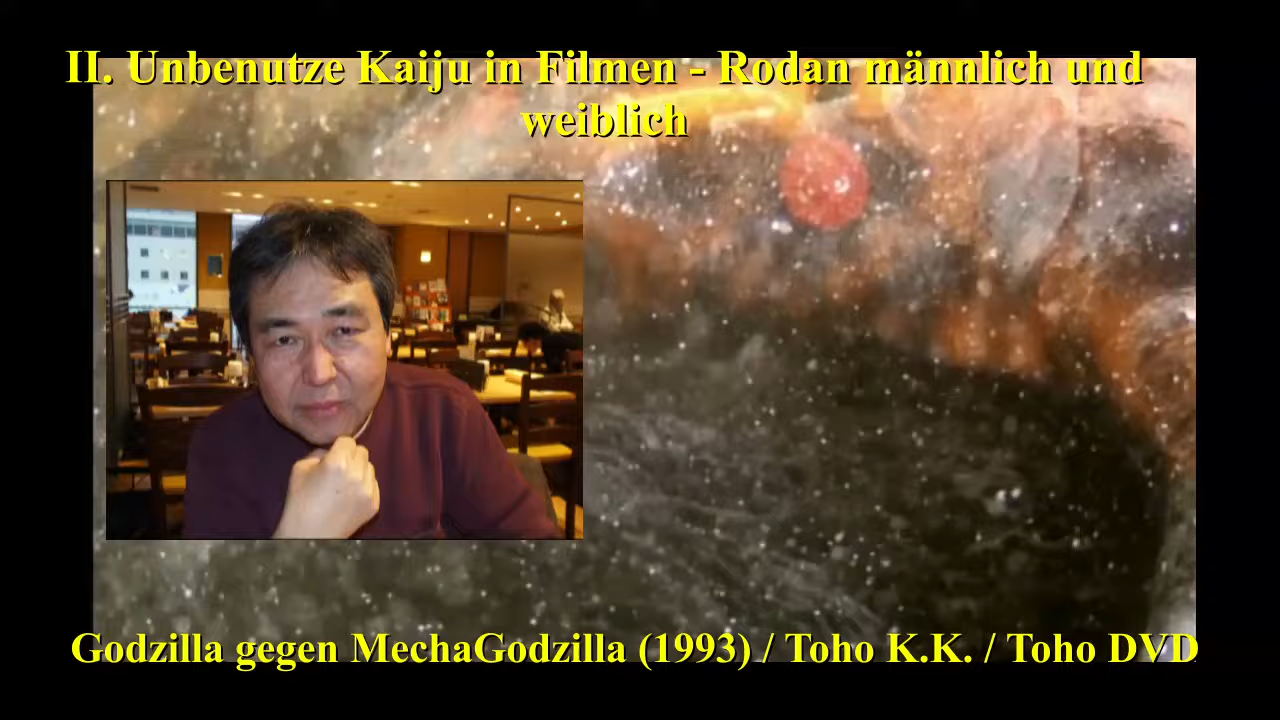 II. Unbenutze Kaiju in Filmen - Rodan männlich und
weiblich
Godzilla gegen MechaGodzilla (1993) / Toho K.K. / Toho DVD